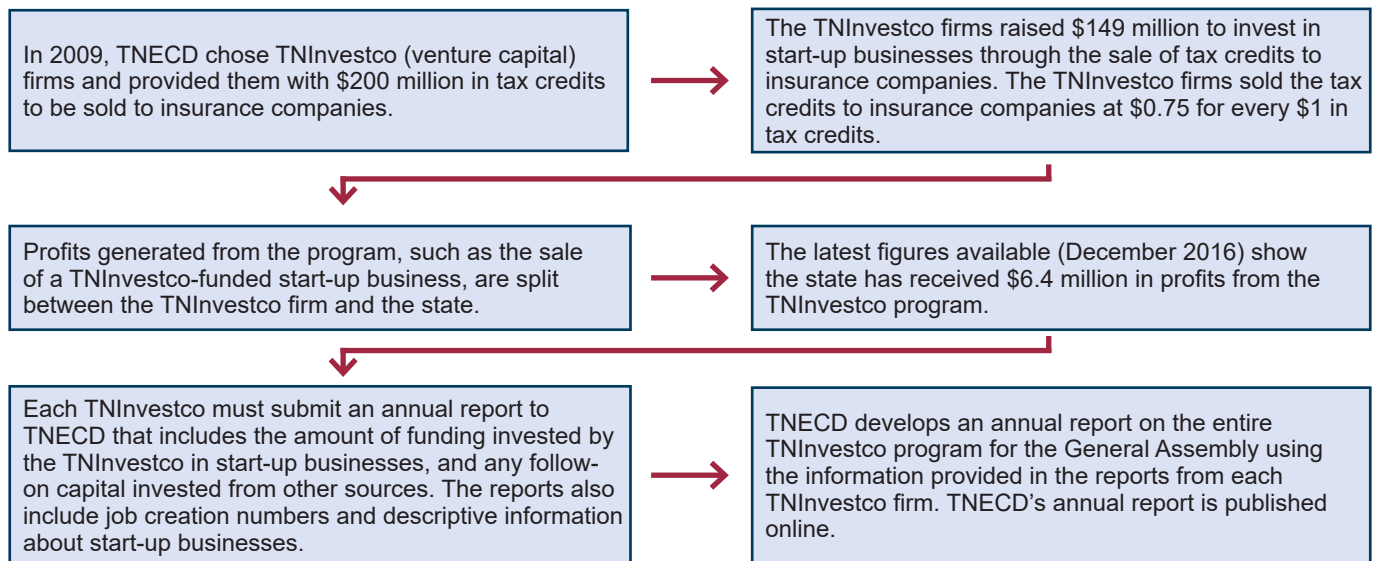 In 2009, TNECD chose TNInvestco (venture capital)
firms and provided them with $200 million in tax credits
to be sold to insurance companies.
The TNInvestco firms raised $149 million to invest in
start-up businesses through the sale of tax credits to
insurance companies. The TNInvestco firms sold the tax
credits to insurance companies at $0.75 for every $1 in
tax credits.
Profits generated from the program, such as the sale
of a TNInvestco-funded start-up business, are split
between the TNInvestco firm and the state.
The latest figures available (December 2016) show
the state has received $6.4 million in profits from the
TNInvestco program.
Each TNInvestco must submit an annual report to
TNECD that includes the amount of funding invested by
the TNInvestco in start-up businesses, and any follow-
on capital invested from other sources. The reports also
include job creation numbers and descriptive information
about start-up businesses.
TNECD develops an annual report on the entire
TNInvestco program for the General Assembly using
the information provided in the reports from each
TNInvestco firm. TNECD’s annual report is published
online.